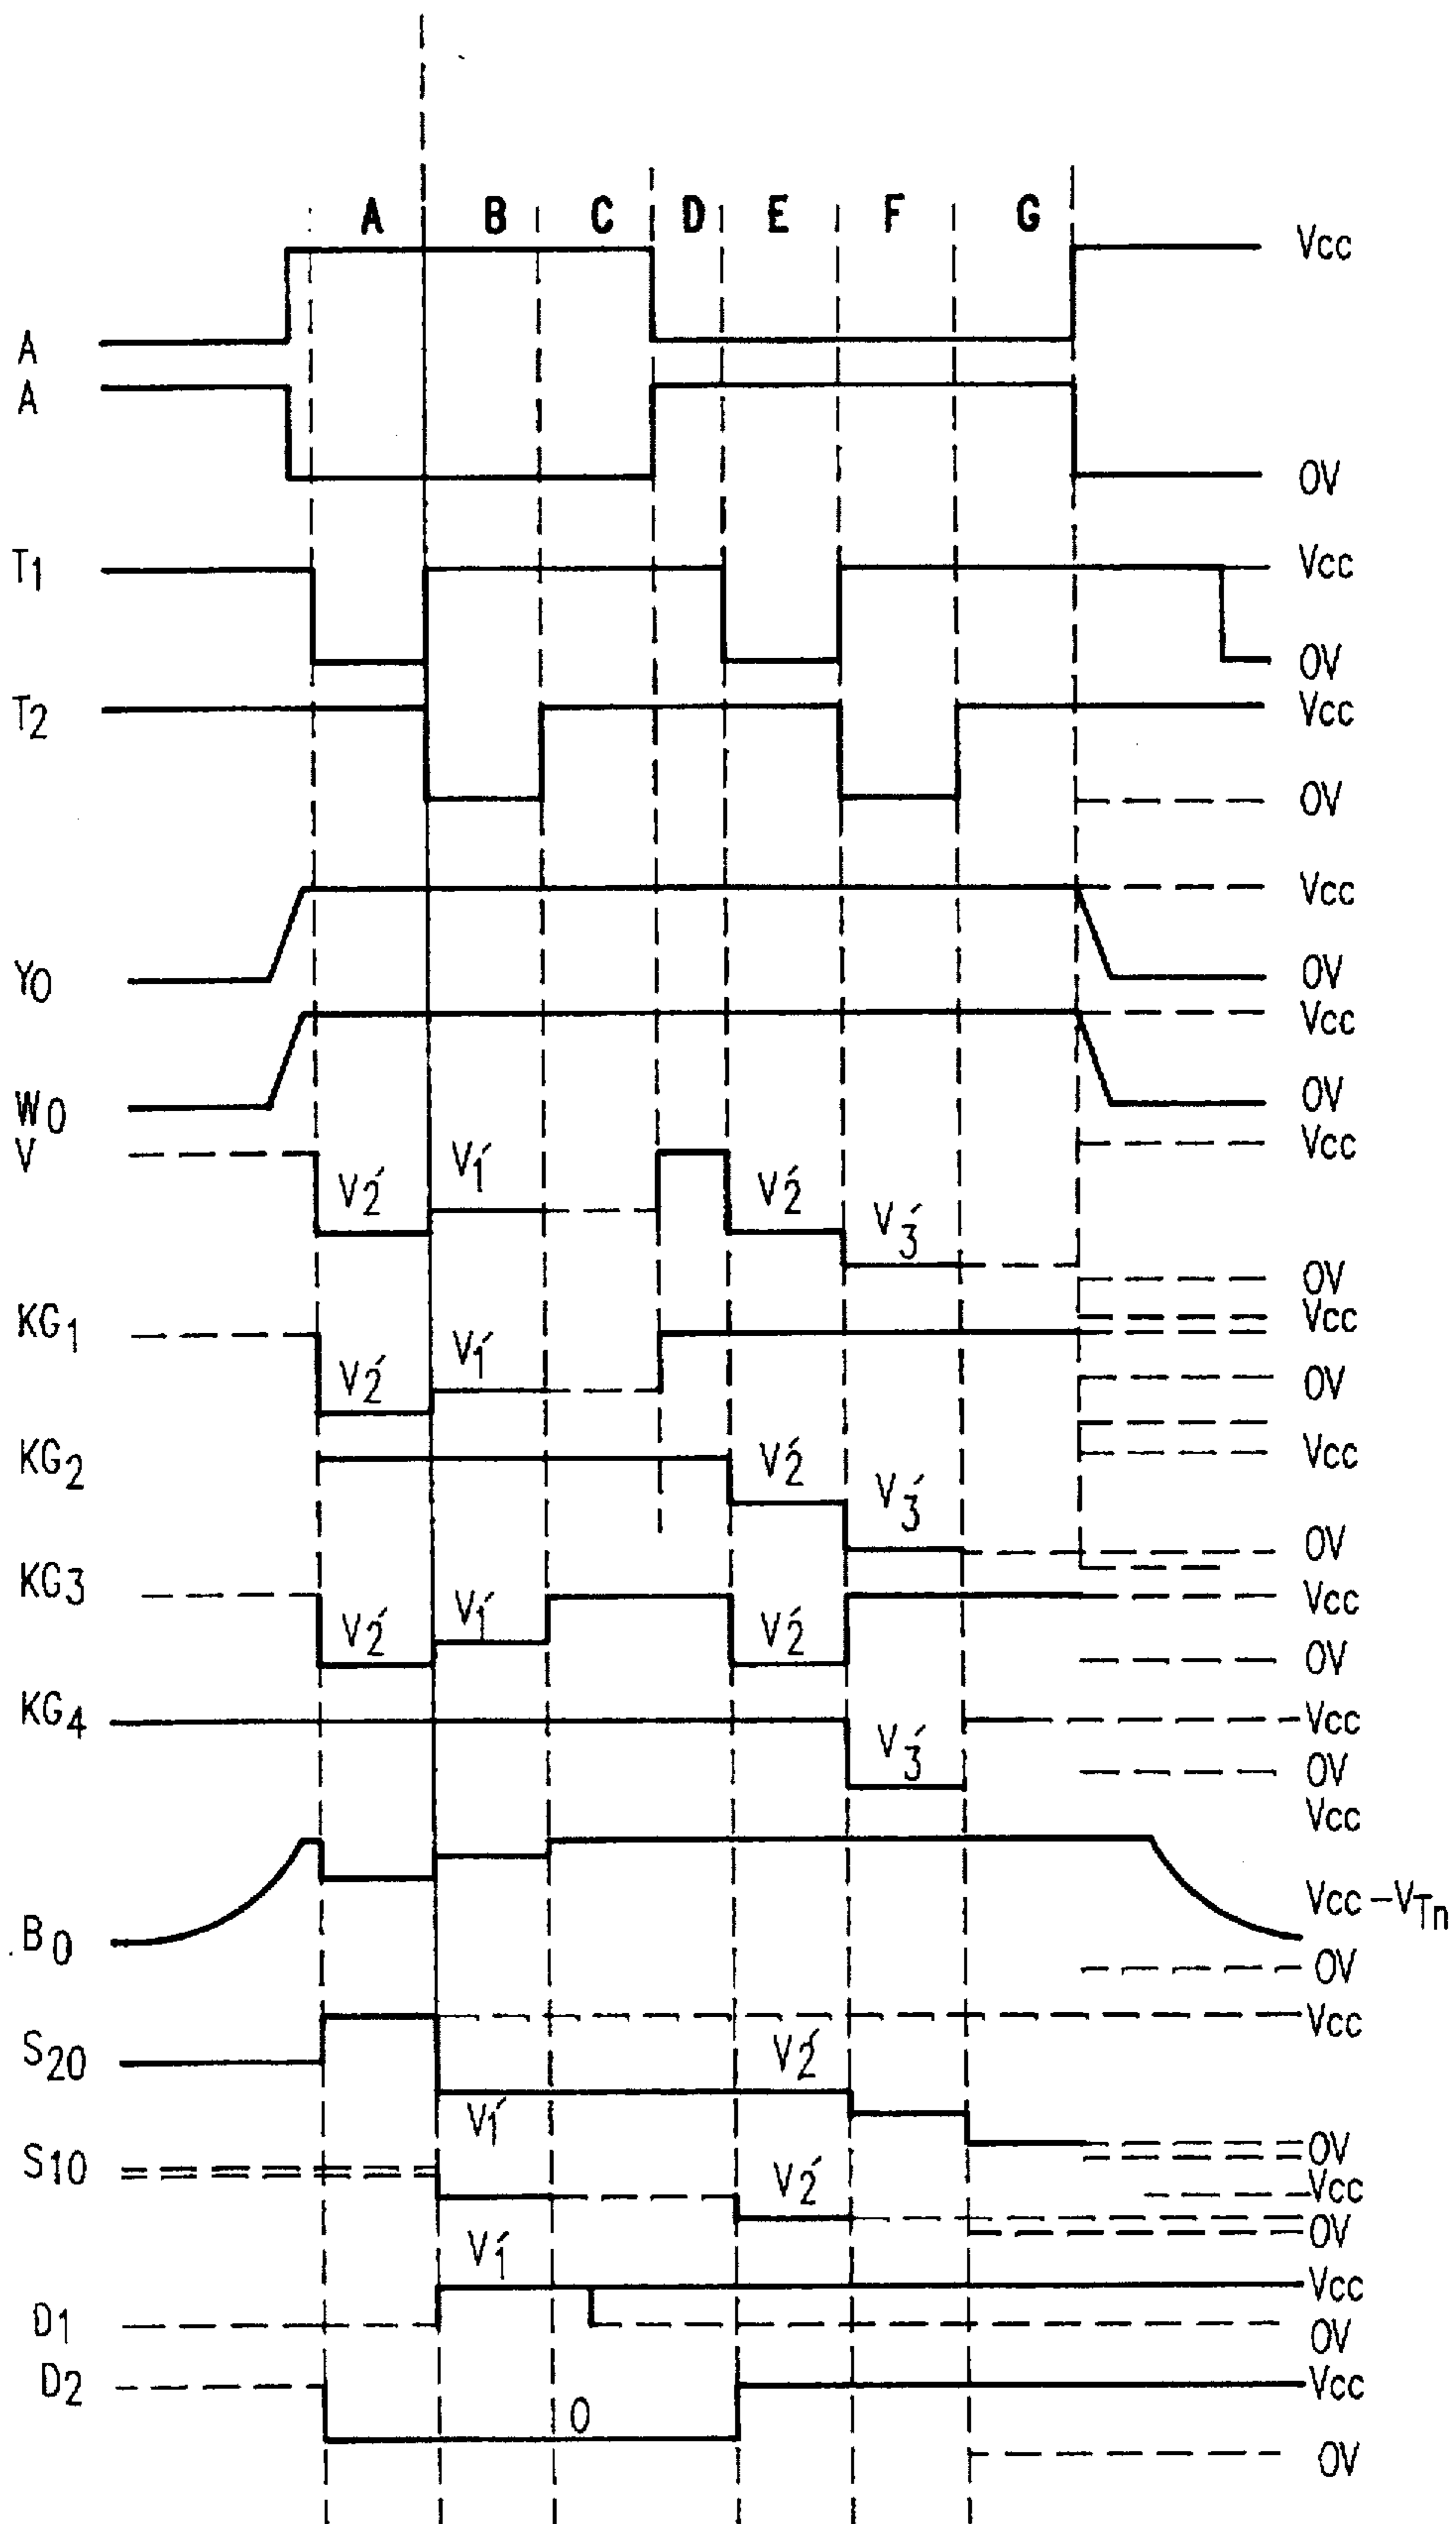 A B C D E F G
Vcc
A
A
0V
T1 Vcc
0V
T2 Vcc
0V
Vcc
Y0 0V
Vcc
W0 0V
V Vcc
V2' V1' V2' V3'
0V
KG1 Vcc
V2' V1' 0V
KG2 V2' Vcc
V3'
0V
KG3 Vcc
V2' V1' V2'
0V
KG4 Vcc
V3'
0V
Vcc
Vcc-VTn
B0
0V
Vcc
S20 V2'
V1'
S10 0V
V2' Vcc
0V
V1'
Vcc
D1 0V
D2 Vcc
0
0V